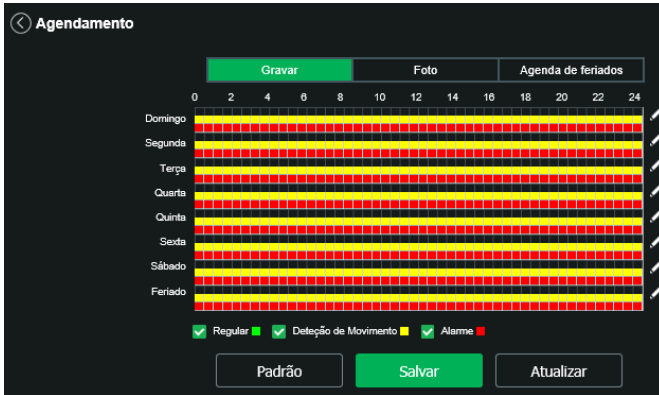 Agendamento
Gravar Foto Agenda de feriados
0 2 4 6 8 10 12 14 16 18 20 22 24
Domingo
Segunda
Terça
Quarta
Quinta
Sexta
Sábado
Feriado
Regular Deteção de Movimento Alarme
Padrão Salvar Atualizar